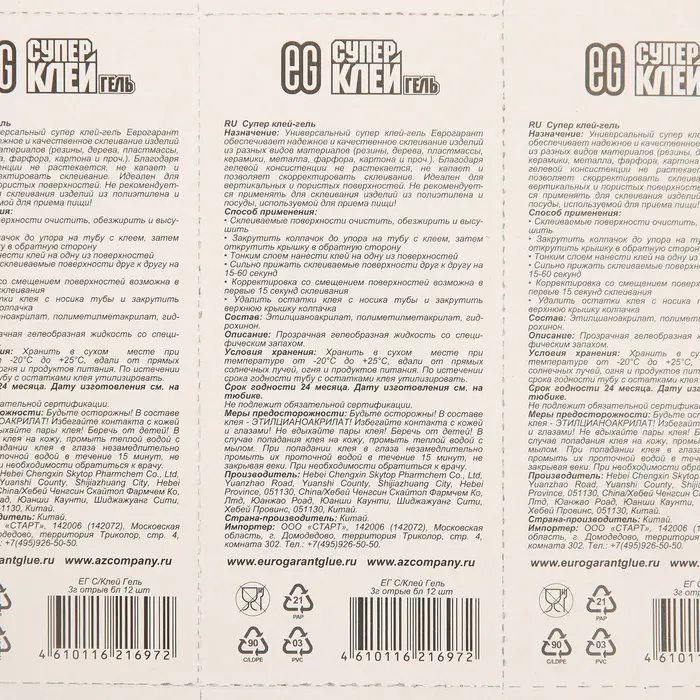 eG СУПЕР
КЛЕЙ ГЕЛЬ
RU Супер клей-гель
Назначение: Универсальный супер клей-гель Еврогарант
обеспечивает надежное и качественное склеивание изделий
из разных видов материалов (резины, дерева, пластмассы,
керамики, металла, фарфора, картона и проч.). Благодаря
гелевой консистенции не растекается, не капает и
позволяет скорректировать склеивание. Идеален для
вертикальных и пористых поверхностей. Не рекомендует-
ся применять для склеивания изделий из полиэтилена и
посуды, используемой для приема пищи!
Способ применения:
• Склеиваемые поверхности очистить, обезжирить и высу-
шить
• Закрутить колпачок до упора на тубу с клеем, затем
открутить крышку в обратную сторону
• Тонким слоем нанести клей на одну из поверхностей
• Сильно прижать склеиваемые поверхности друг к другу на
15-60 секунд
• Корректировка со смещением поверхностей возможна в
первые 15 секунд склеивания
• Удалить остатки клея с носика тубы и закрутить
верхнюю крышку колпачка
Состав: Этилцианоакрилат, полиметилметакрилат, гид-
рохинон.
Описание: Прозрачная гелеобразная жидкость со специ-
фическим запахом.
Условия хранения: Хранить в сухом месте при
температуре от -20°C до +25°C, вдали от прямых
солнечных лучей, огня и продуктов питания. По истечении
срока годности тубу с остатками клея утилизировать.
Срок годности 24 месяца. Дату изготовления см. на
тюбике.
Не подлежит обязательной сертификации.
Меры предосторожности: Будьте осторожны! В составе
клея - ЭТИЛЦИАНОАКРИЛАТ! Избегайте контакта с кожей
и глазами! Не вдыхайте пары клея! Беречь от детей! В
случае попадания клея на кожу, промыть теплой водой с
мылом. При попадании клея в глаза незамедлительно
промыть их проточной водой в течение 15 минут, не
закрывая веки. При необходимости обратиться к врачу.
Производитель: Hebei Chengxin Skytop Pharmchem Co., Ltd,
Yuanzhao Road, Yuanshi County, Shijiazhuang City, Hebei
Province, 051130, China/Хебей Ченгсин Скайтоп Фармчем Ко,
Лтд, Юанкао Роад, ЮаншИ Каунти, Шиджажуанг Сити,
Хебей Провинс, 051130, Китай.
Страна-производитель: Китай.
Импортер: ООО «СТАРТ», 142006 (142072), Московская
область, г. Домодедово, территория Триколор, стр. 4,
комната 302. Тел.: +7(495)926-50-50.
www.eurogarantglue.ru www.azcompany.ru
ЕГ С/Клей Гель
3г отрыв бл 12 шт
21
PAP
90
C/LDPE
03
PVC
4 610116 216972